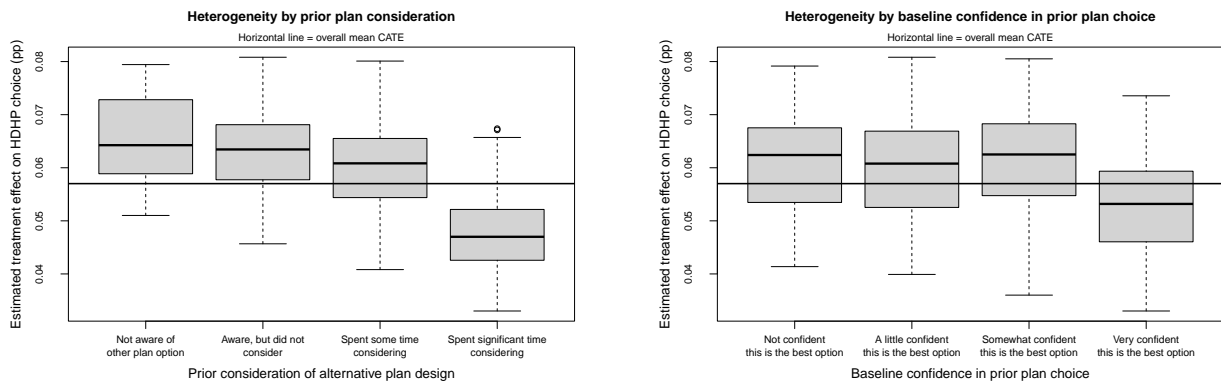 Heterogeneity by prior plan consideration
Horizontal line = overall mean CATE
Estimated treatment effect on HDHP choice (pp)
0.08
0.07
0.06
0.05
0.04
Not aware of
other plan option
Aware, but did not
consider
Spent some time
considering
Spent significant time
considering
Prior consideration of alternative plan design
Heterogeneity by baseline confidence in prior plan choice
Horizontal line = overall mean CATE
Estimated treatment effect on HDHP choice (pp)
0.08
0.07
0.06
0.05
0.04
Not confident
this is the best option
A little confident
this is the best option
Somewhat confident
this is the best option
Very confident
this is the best option
Baseline confidence in prior plan choice